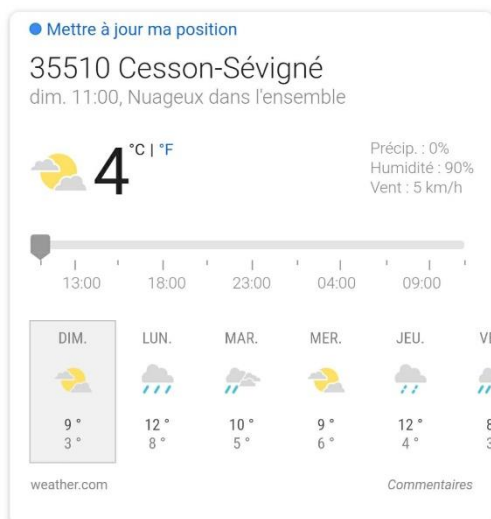 Mettre à jour ma position
35510 Cesson-Sévigné
dim. 11:00, Nuageux dans l'ensemble
4 °C | °F
Précip. : 0%
Humidité : 90%
Vent : 5 km/h
13:00 18:00 23:00 04:00 09:00
DIM. LUN. MAR. MER. JEU.
9 ° 12 ° 10 ° 9 ° 12 ° 8
3 ° 8 ° 5 ° 6 ° 4 °
weather.com Commentaires